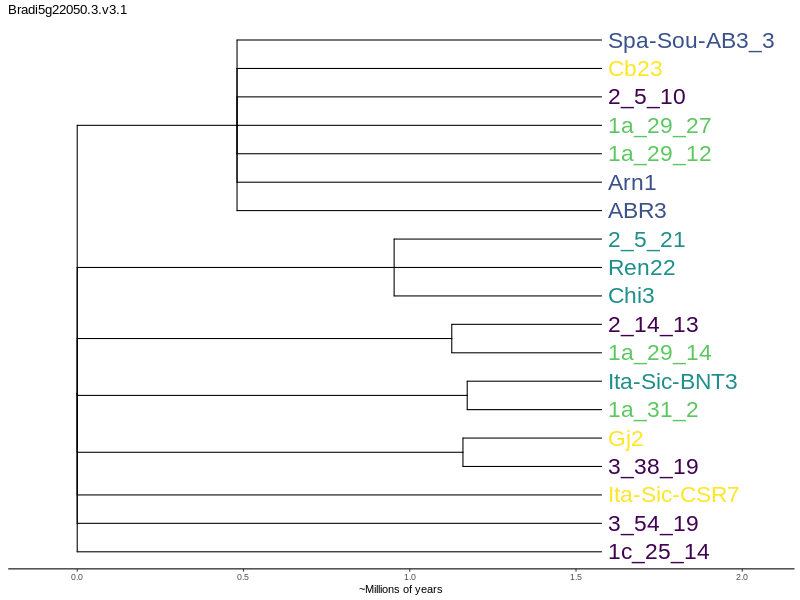 Bradi5g22050.3.v3.1
Spa-Sou-AB3_3
Cb23
2_5_10
1a_29_27
1a_29_12
Arn1
ABR3
2_5_21
Ren22
Chi3
2_14_13
1a_29_14
Ita-Sic-BNT3
1a_31_2
Gj2
3_38_19
Ita-Sic-CSR7
3_54_19
1c_25_14
0.0 0.5 1.0 1.5 2.0
~Millions of years